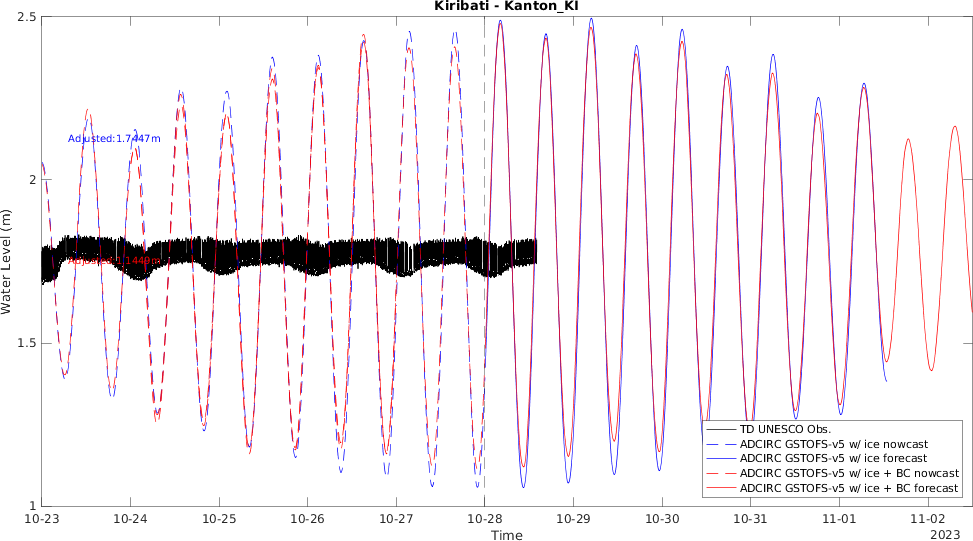 Kiribati - Kanton_KI
2.5
2
1.5
1
Water Level (m)
Adjusted:1.7447m
Adjusted:1.1449m
TD UNESCO Obs.
ADCIRC GSTOFS-v5 w/ ice nowcast
ADCIRC GSTOFS-v5 w/ ice forecast
ADCIRC GSTOFS-v5 w/ ice + BC nowcast
ADCIRC GSTOFS-v5 w/ ice + BC forecast
10-23 10-24 10-25 10-26 10-27 10-28 10-29 10-30 10-31 11-01 11-02
Time
2023